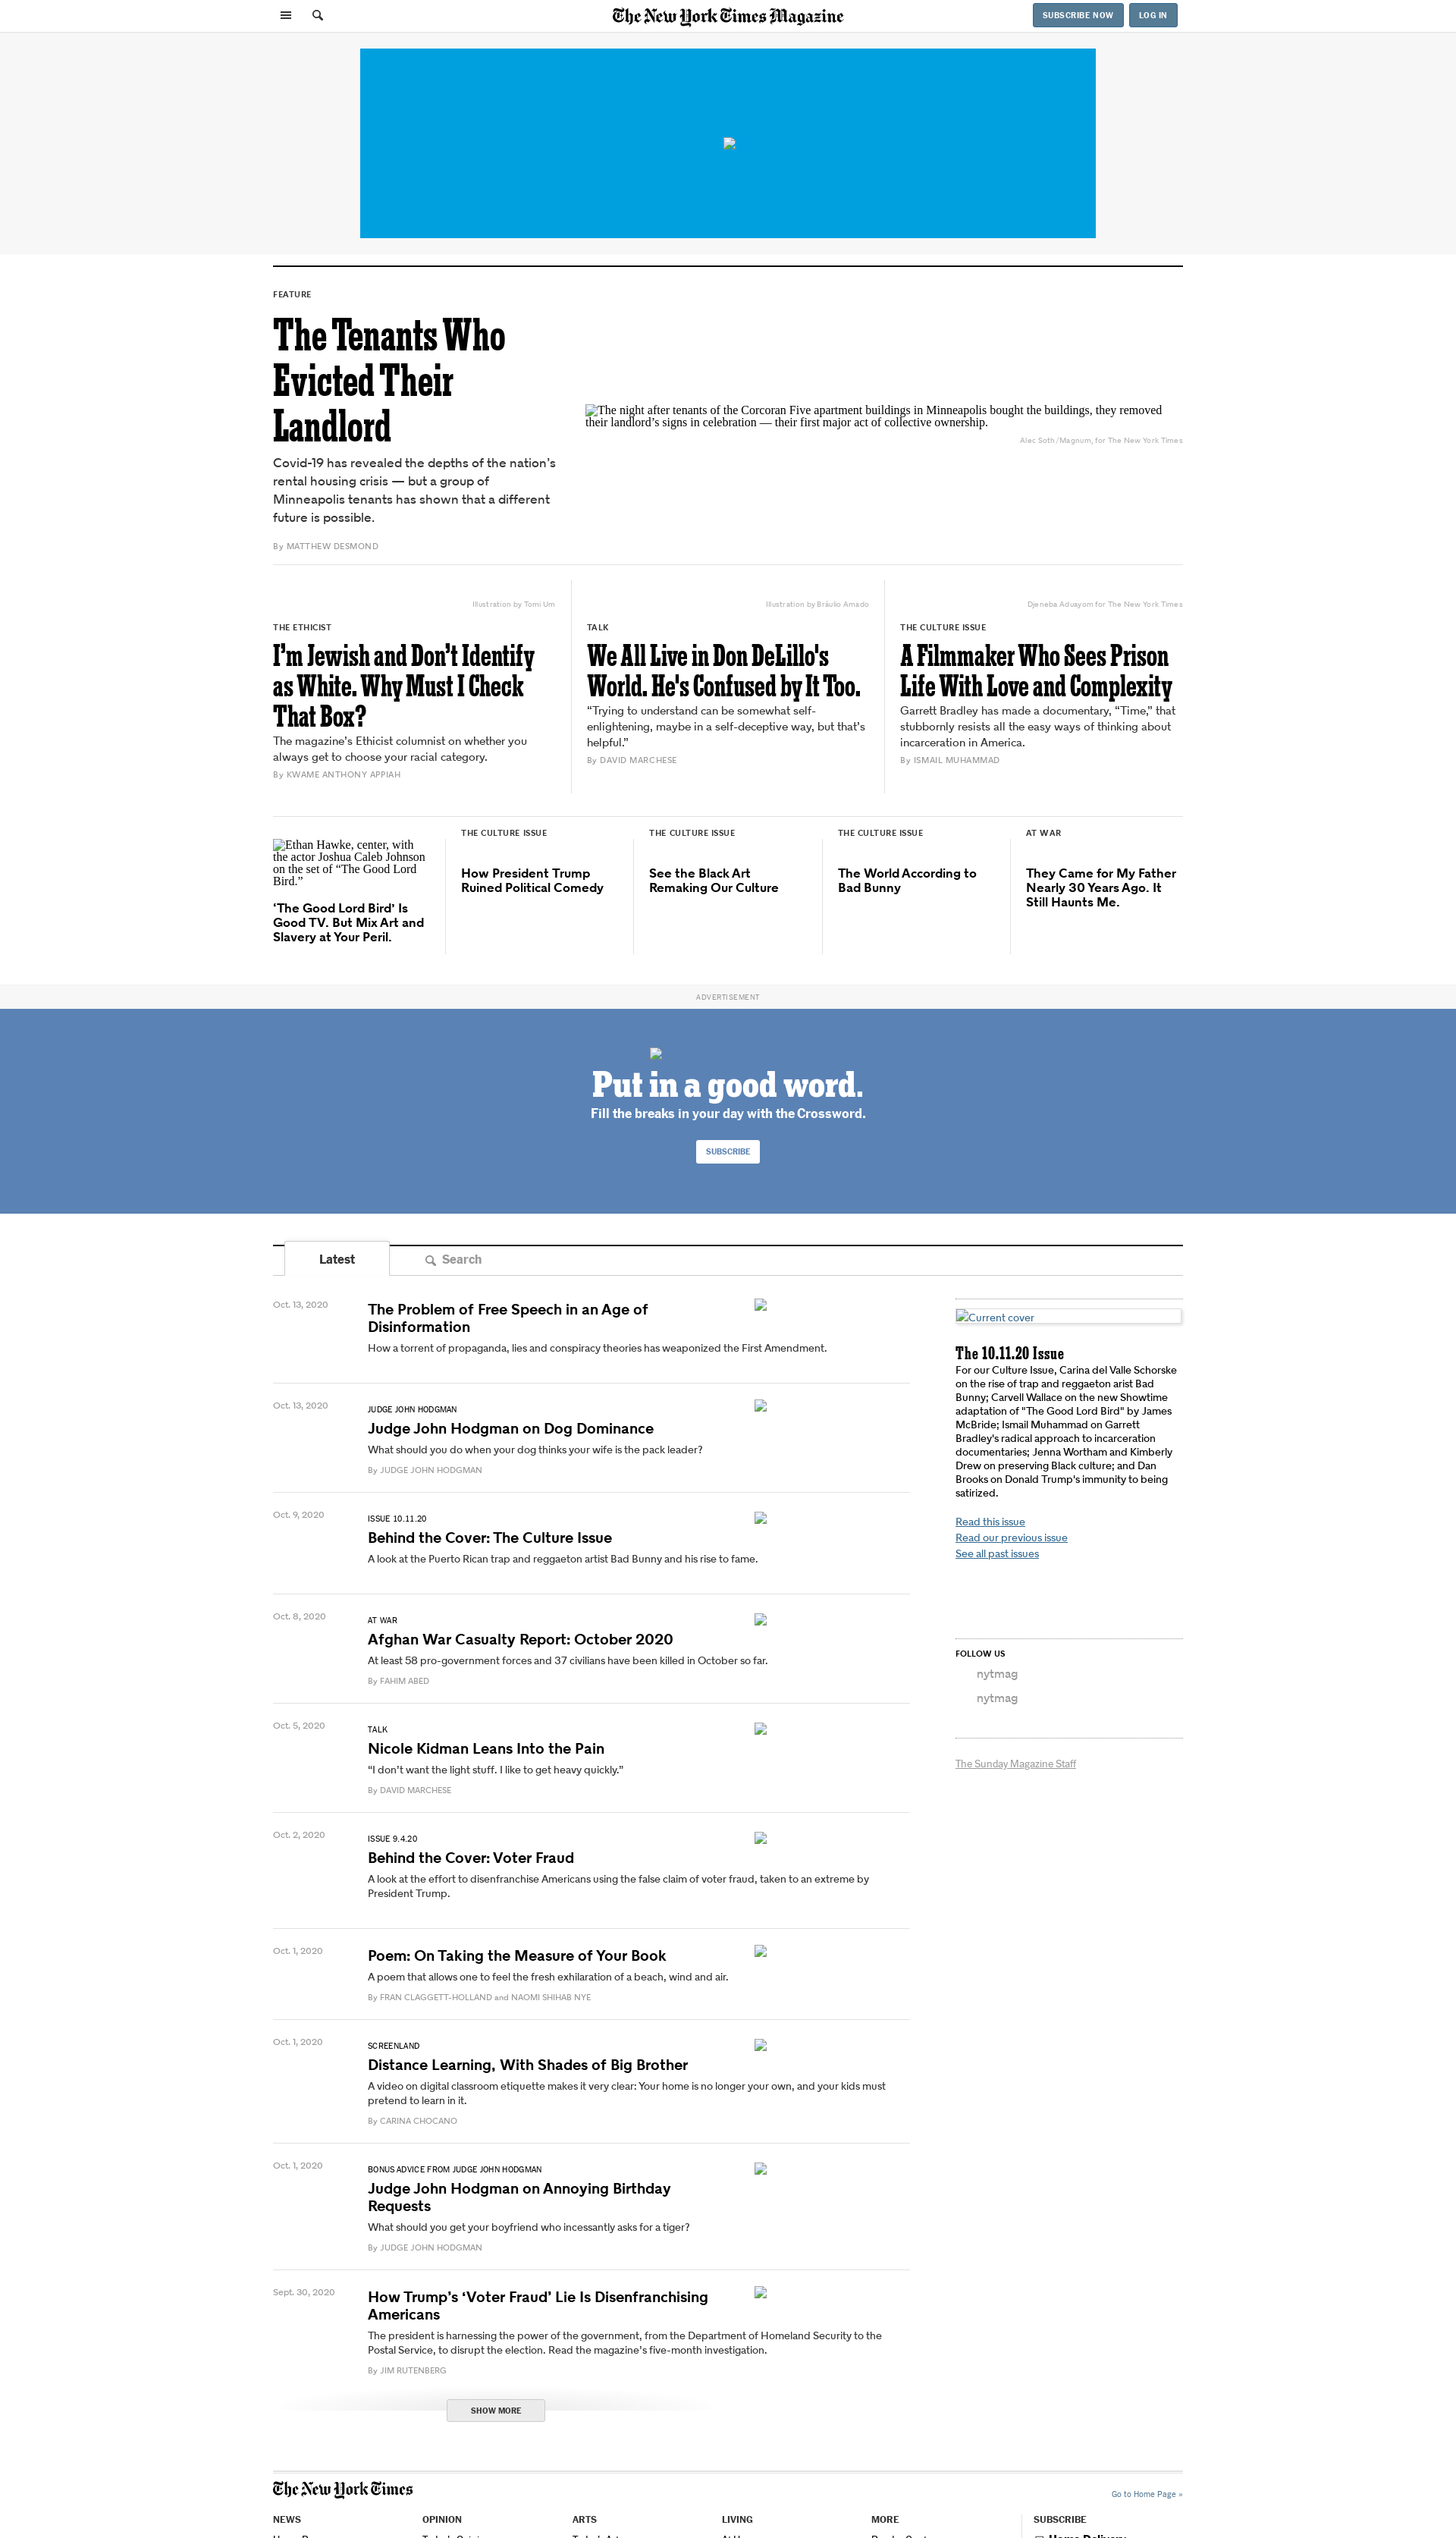 The New York Times Magazine
SUBSCRIBE NOW
LOG IN
FEATURE
The Tenants Who
Evicted Their
Landlord
Covid-19 has revealed the depths of the nation’s
rental housing crisis — but a group of
Minneapolis tenants has shown that a different
future is possible.
By MATTHEW DESMOND
The night after tenants of the Corcoran Five apartment buildings in Minneapolis bought the buildings, they removed
their landlord’s signs in celebration — their first major act of collective ownership.
Alec Soth/Magnum, for The New York Times
Illustration by Tomi Um
THE ETHICIST
I’m Jewish and Don’t Identify
as White. Why Must I Check
That Box?
The magazine’s Ethicist columnist on whether you
always get to choose your racial category.
By KWAME ANTHONY APPIAH
Illustration by Bráulio Amado
TALK
We All Live in Don DeLillo's
World. He's Confused by It Too.
“Trying to understand can be somewhat self-
enlightening, maybe in a self-deceptive way, but that’s
helpful.”
By DAVID MARCHESE
Djeneba Aduayom for The New York Times
THE CULTURE ISSUE
A Filmmaker Who Sees Prison
Life With Love and Complexity
Garrett Bradley has made a documentary, “Time,” that
stubbornly resists all the easy ways of thinking about
incarceration in America.
By ISMAIL MUHAMMAD
Ethan Hawke, center, with
the actor Joshua Caleb Johnson
on the set of “The Good Lord
Bird.”
‘The Good Lord Bird’ Is
Good TV. But Mix Art and
Slavery at Your Peril.
THE CULTURE ISSUE
How President Trump
Ruined Political Comedy
THE CULTURE ISSUE
See the Black Art
Remaking Our Culture
THE CULTURE ISSUE
The World According to
Bad Bunny
AT WAR
They Came for My Father
Nearly 30 Years Ago. It
Still Haunts Me.
ADVERTISEMENT
Put in a good word.
Fill the breaks in your day with the Crossword.
SUBSCRIBE
Latest
Search
Oct. 13, 2020
The Problem of Free Speech in an Age of
Disinformation
How a torrent of propaganda, lies and conspiracy theories has weaponized the First Amendment.
Oct. 13, 2020
JUDGE JOHN HODGMAN
Judge John Hodgman on Dog Dominance
What should you do when your dog thinks your wife is the pack leader?
By JUDGE JOHN HODGMAN
Oct. 9, 2020
ISSUE 10.11.20
Behind the Cover: The Culture Issue
A look at the Puerto Rican trap and reggaeton artist Bad Bunny and his rise to fame.
Oct. 8, 2020
AT WAR
Afghan War Casualty Report: October 2020
At least 58 pro-government forces and 37 civilians have been killed in October so far.
By FAHIM ABED
Oct. 5, 2020
TALK
Nicole Kidman Leans Into the Pain
“I don’t want the light stuff. I like to get heavy quickly.”
By DAVID MARCHESE
Oct. 2, 2020
ISSUE 9.4.20
Behind the Cover: Voter Fraud
A look at the effort to disenfranchise Americans using the false claim of voter fraud, taken to an extreme by
President Trump.
Oct. 1, 2020
Poem: On Taking the Measure of Your Book
A poem that allows one to feel the fresh exhilaration of a beach, wind and air.
By FRAN CLAGGETT-HOLLAND and NAOMI SHIHAB NYE
Oct. 1, 2020
SCREENLAND
Distance Learning, With Shades of Big Brother
A video on digital classroom etiquette makes it very clear: Your home is no longer your own, and your kids must
pretend to learn in it.
By CARINA CHOCANO
Oct. 1, 2020
BONUS ADVICE FROM JUDGE JOHN HODGMAN
Judge John Hodgman on Annoying Birthday
Requests
What should you get your boyfriend who incessantly asks for a tiger?
By JUDGE JOHN HODGMAN
Sept. 30, 2020
How Trump’s ‘Voter Fraud’ Lie Is Disenfranchising
Americans
The president is harnessing the power of the government, from the Department of Homeland Security to the
Postal Service, to disrupt the election. Read the magazine’s five-month investigation.
By JIM RUTENBERG
SHOW MORE
Current cover
The 10.11.20 Issue
For our Culture Issue, Carina del Valle Schorske
on the rise of trap and reggaeton arist Bad
Bunny; Carvell Wallace on the new Showtime
adaptation of "The Good Lord Bird" by James
McBride; Ismail Muhammad on Garrett
Bradley's radical approach to incarceration
documentaries; Jenna Wortham and Kimberly
Drew on preserving Black culture; and Dan
Brooks on Donald Trump's immunity to being
satirized.
Read this issue
Read our previous issue
See all past issues
FOLLOW US
nytmag
nytmag
The Sunday Magazine Staff
The New York Times
Go to Home Page »
NEWS
OPINION
ARTS
LIVING
MORE
SUBSCRIBE